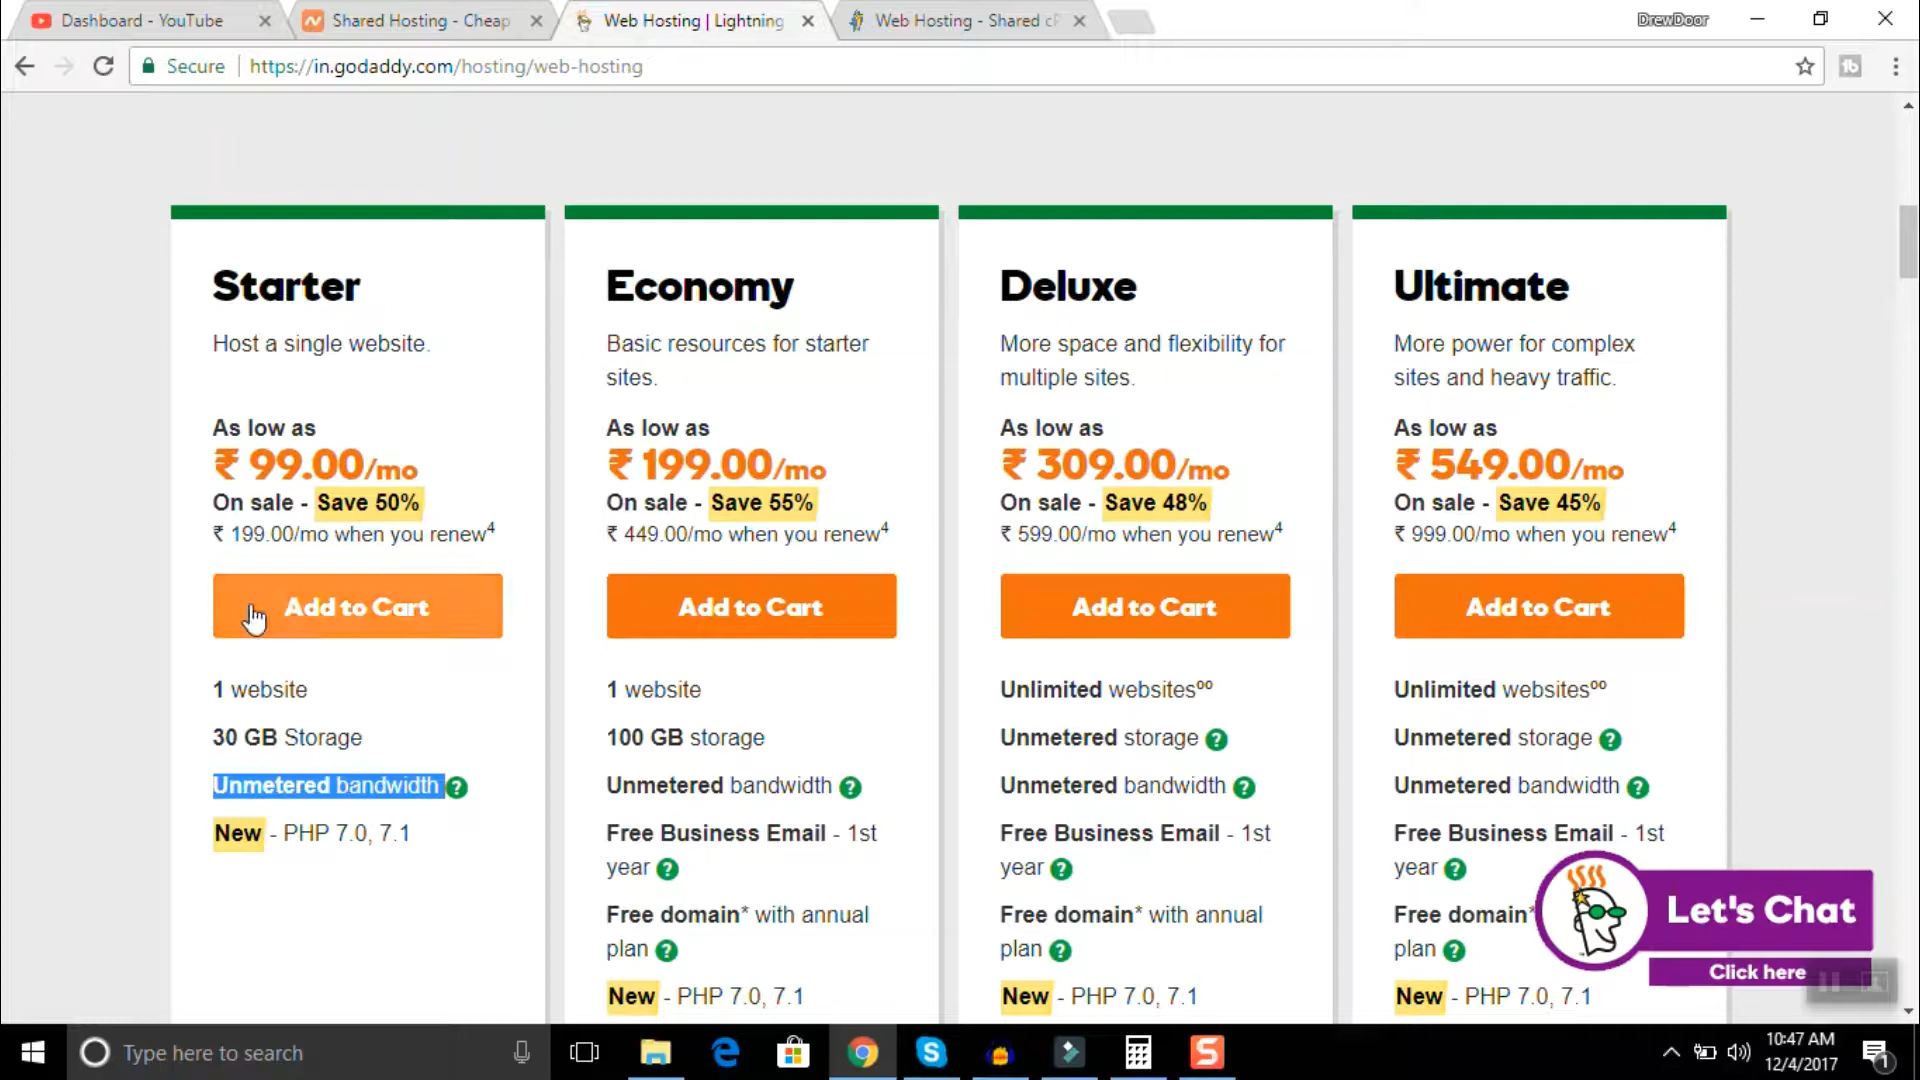 Dashboard - YouTube
Shared Hosting - Cheap
Web Hosting | Lightning
Web Hosting - Shared cP
DrewDoor
Secure
https://in.godaddy.com/hosting/web-hosting
Starter
Host a single website.
As low as
₹ 99.00/mo
On sale - Save 50%
₹ 199.00/mo when you renew4
Add to Cart
1 website
30 GB Storage
Unmetered bandwidth ?
New - PHP 7.0, 7.1
Economy
Basic resources for starter
sites.
As low as
₹ 199.00/mo
On sale - Save 55%
₹ 449.00/mo when you renew4
Add to Cart
1 website
100 GB storage
Unmetered bandwidth ?
Free Business Email - 1st
year ?
Free domain* with annual
plan ?
New - PHP 7.0, 7.1
Deluxe
More space and flexibility for
multiple sites.
As low as
₹ 309.00/mo
On sale - Save 48%
₹ 599.00/mo when you renew4
Add to Cart
Unlimited websites∞
Unmetered storage ?
Unmetered bandwidth ?
Free Business Email - 1st
year ?
Free domain* with annual
plan ?
New - PHP 7.0, 7.1
Ultimate
More power for complex
sites and heavy traffic.
As low as
₹ 549.00/mo
On sale - Save 45%
₹ 999.00/mo when you renew4
Add to Cart
Unlimited websites∞
Unmetered storage ?
Unmetered bandwidth ?
Free Business Email - 1st
year ?
Free domain*
plan ?
New - PHP 7.0, 7.1
Let's Chat
Click here
Type here to search
10:47 AM
12/4/2017
1